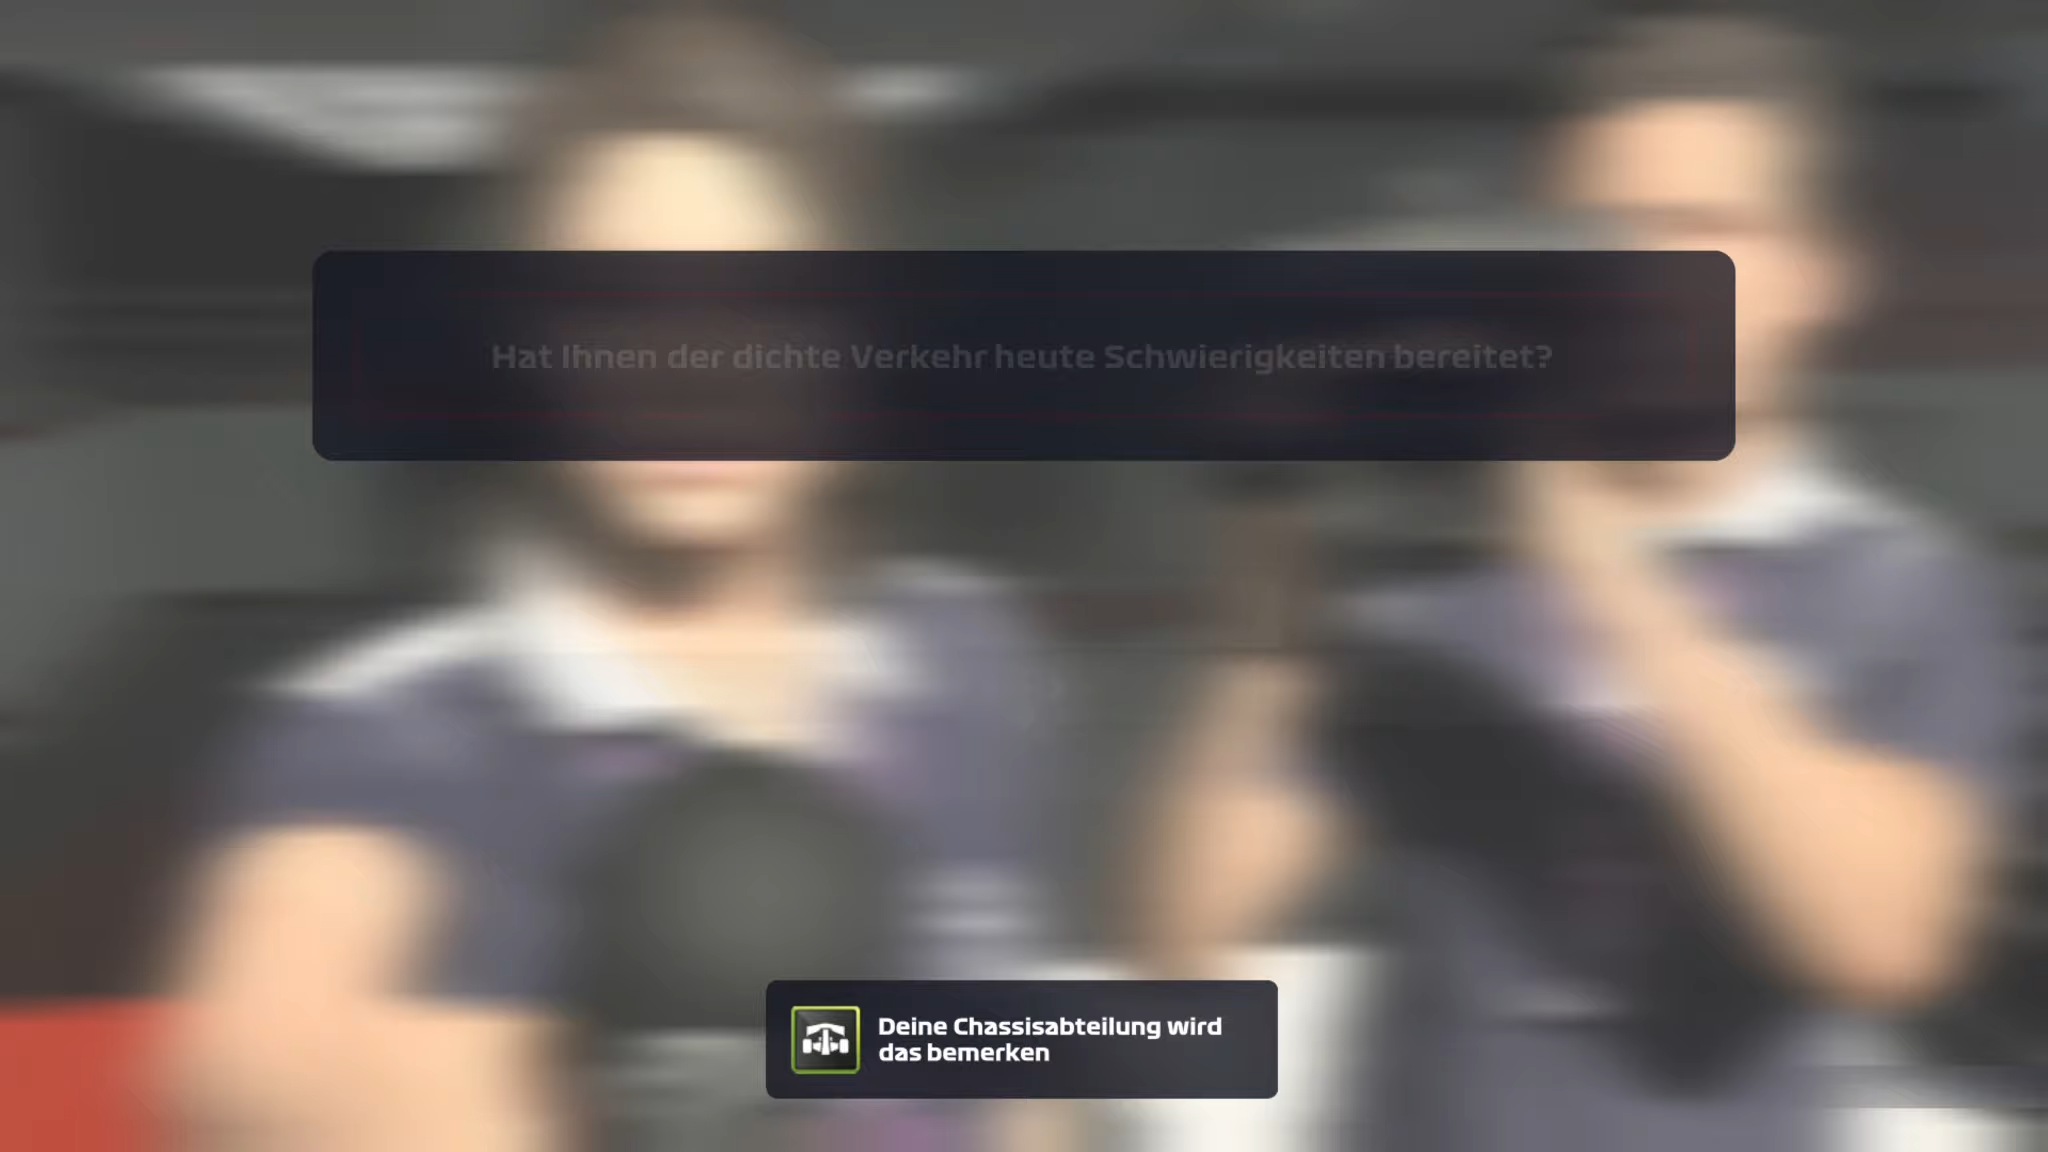 Hat Ihnen der dichte Verkehr heute Schwierigkeiten bereitet?
Deine Chassisabteilung wird
das bemerken